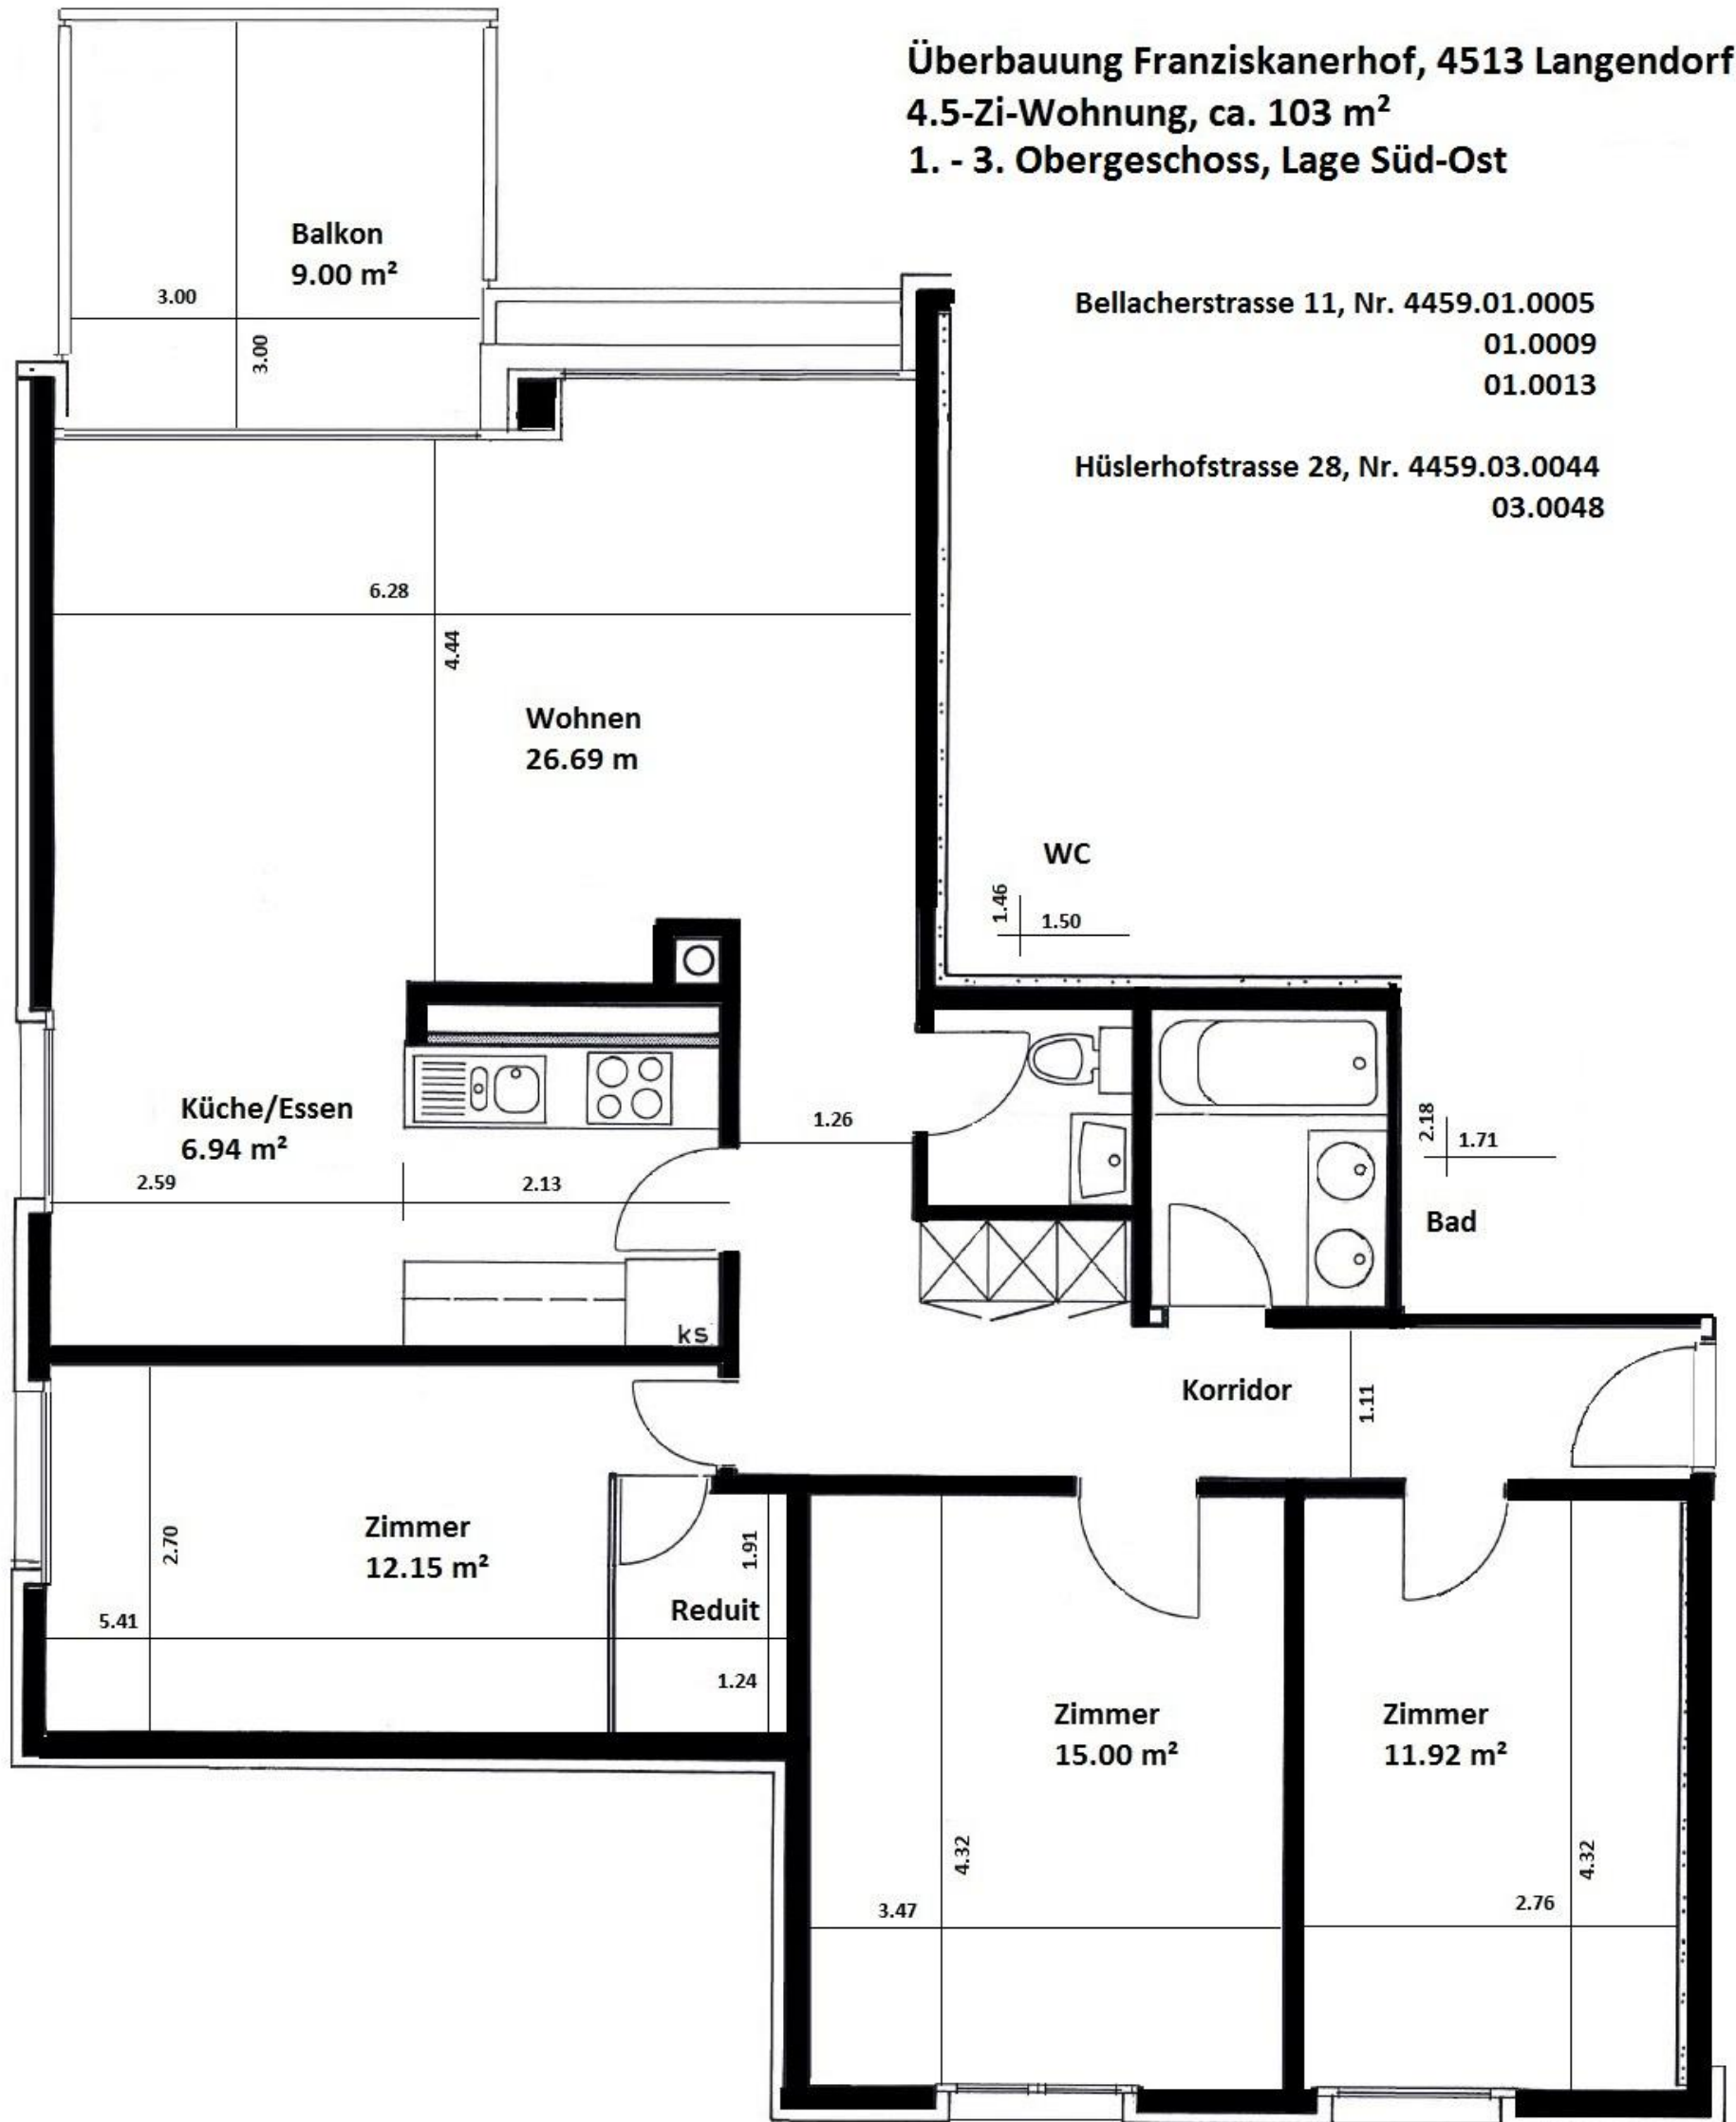 Überbauung Franziskanerhof, 4513 Langendorf
4.5-Zi-Wohnung, ca. 103 m²
1. - 3. Obergeschoss, Lage Süd-Ost
Balkon
9.00 m²
3.00
3.00
Bellacherstrasse 11, Nr. 4459.01.0005
01.0009
01.0013
Hüslerhofstrasse 28, Nr. 4459.03.0044
03.0048
6.28
4.44
Wohnen
26.69 m
WC
1.46
1.50
Küche/Essen
6.94 m²
2.59
2.13
1.26
2.18
1.71
Bad
ks
Korridor
1.11
Zimmer
12.15 m²
2.70
5.41
1.91
Reduit
1.24
Zimmer
15.00 m²
4.32
3.47
Zimmer
11.92 m²
4.32
2.76